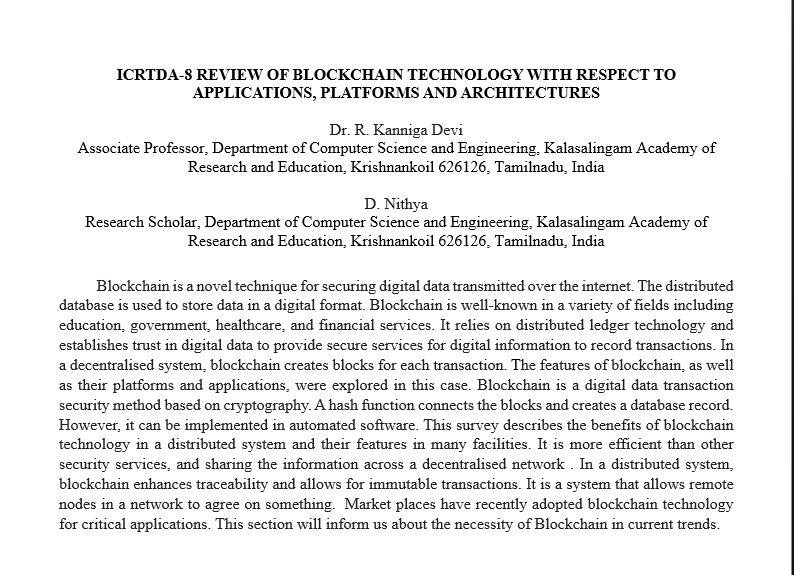 ICRTDA-8 REVIEW OF BLOCKCHAIN TECHNOLOGY WITH RESPECT TO
APPLICATIONS, PLATFORMS AND ARCHITECTURES
Dr. R. Kanniga Devi
Associate Professor, Department of Computer Science and Engineering, Kalasalingam Academy of
Research and Education, Krishnankoil 626126, Tamilnadu, India
D. Nithya
Research Scholar, Department of Computer Science and Engineering, Kalasalingam Academy of
Research and Education, Krishnankoil 626126, Tamilnadu, India
Blockchain is a novel technique for securing digital data transmitted over the internet. The distributed
database is used to store data in a digital format. Blockchain is well-known in a variety of fields including
education, government, healthcare, and financial services. It relies on distributed ledger technology and
establishes trust in digital data to provide secure services for digital information to record transactions. In
a decentralised system, blockchain creates blocks for each transaction. The features of blockchain, as well
as their platforms and applications, were explored in this case. Blockchain is a digital data transaction
security method based on cryptography. A hash function connects the blocks and creates a database record.
However, it can be implemented in automated software. This survey describes the benefits of blockchain
technology in a distributed system and their features in many facilities. It is more efficient than other
security services, and sharing the information across a decentralised network . In a distributed system,
blockchain enhances traceability and allows for immutable transactions. It is a system that allows remote
nodes in a network to agree on something.  Market places have recently adopted blockchain technology
for critical applications. This section will inform us about the necessity of Blockchain in current trends.